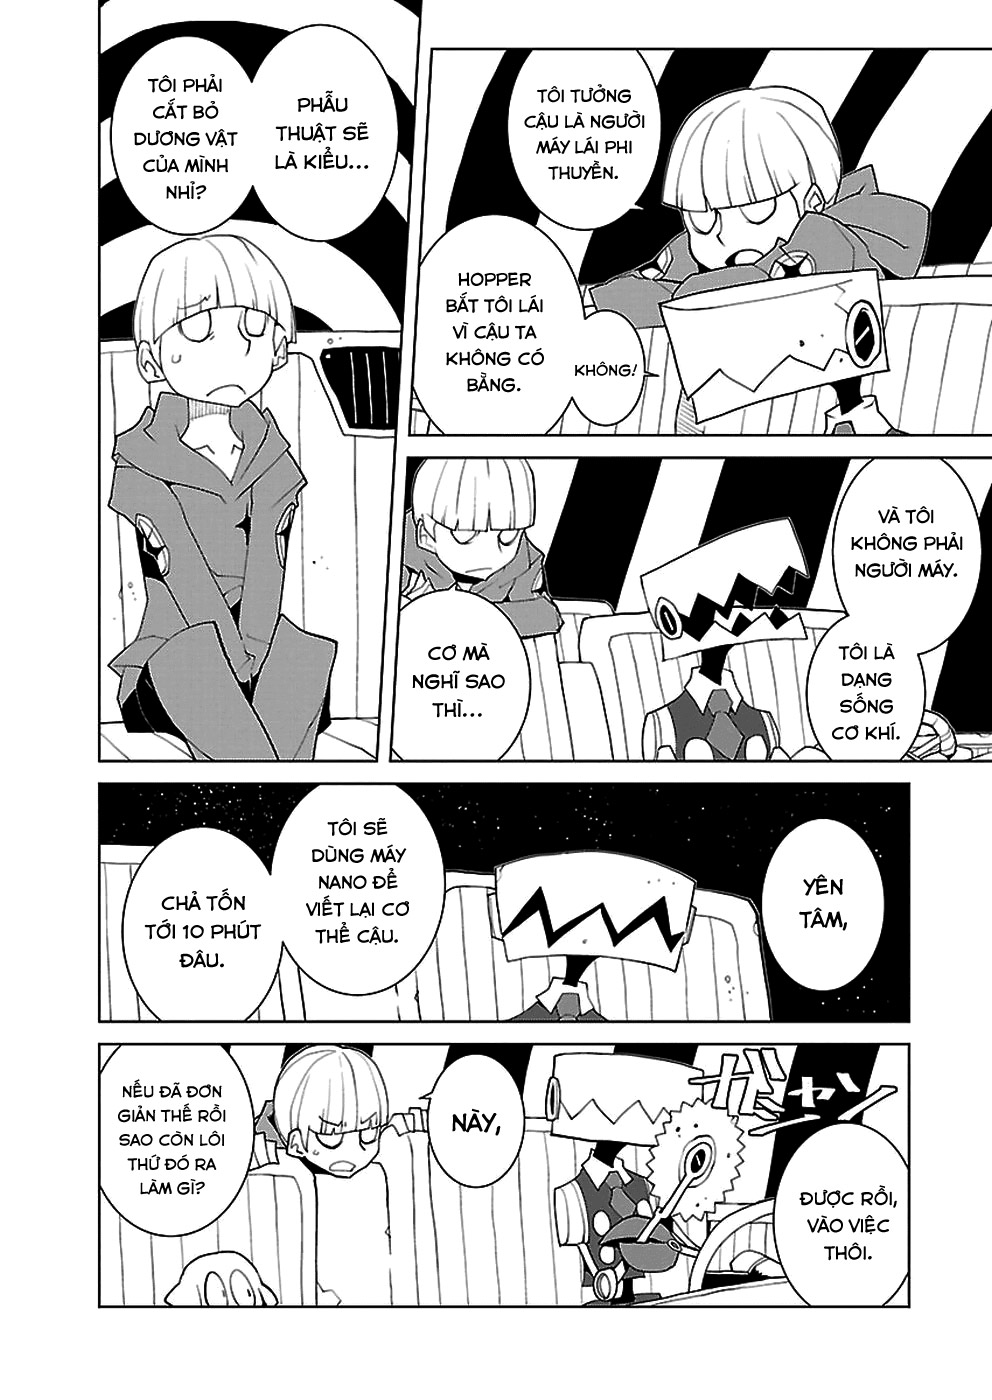 TÔI TƯỞNG
CẬU LÀ NGƯỜI
MÁY LÁI PHI
THUYỀN.
KHÔNG!
HOPPER
BẮT TÔI LÁI
VÌ CẬU TA
KHÔNG CÓ
BẰNG.
VÀ TÔI
KHÔNG PHẢI
NGƯỜI MÁY.
TÔI LÀ
DẠNG
SỐNG
CƠ KHÍ.
CƠ MÀ
NGHĨ SAO
THÌ...
PHẪU
THUẬT SẼ
LÀ KIỂU...
TÔI PHẢI
CẮT BỎ
DƯƠNG VẬT
CỦA MÌNH
NHỈ?
YÊN
TÂM,
TÔI SẼ
DÙNG MÁY
NANO ĐỂ
VIẾT LẠI CƠ
THỂ CẬU.
CHẢ TỐN
TỚI 10 PHÚT
ĐÂU.
ガシャン
ĐƯỢC RỒI,
VÀO VIỆC
THÔI.
NÀY,
NẾU ĐÃ ĐƠN
GIẢN THẾ RỒI
SAO CÒN LÔI
THỨ ĐÓ RA
LÀM GÌ?